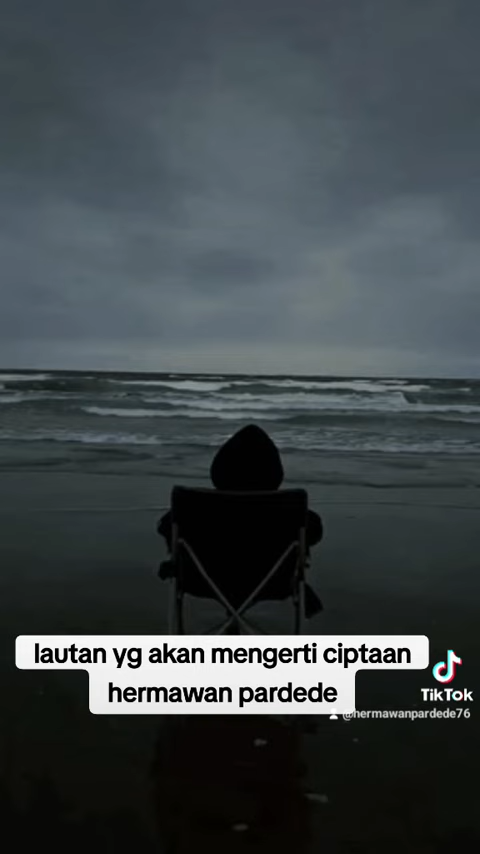 lautan yg akan mengerti ciptaan
hermawan pardede
TikTok
@hermawanpardede76